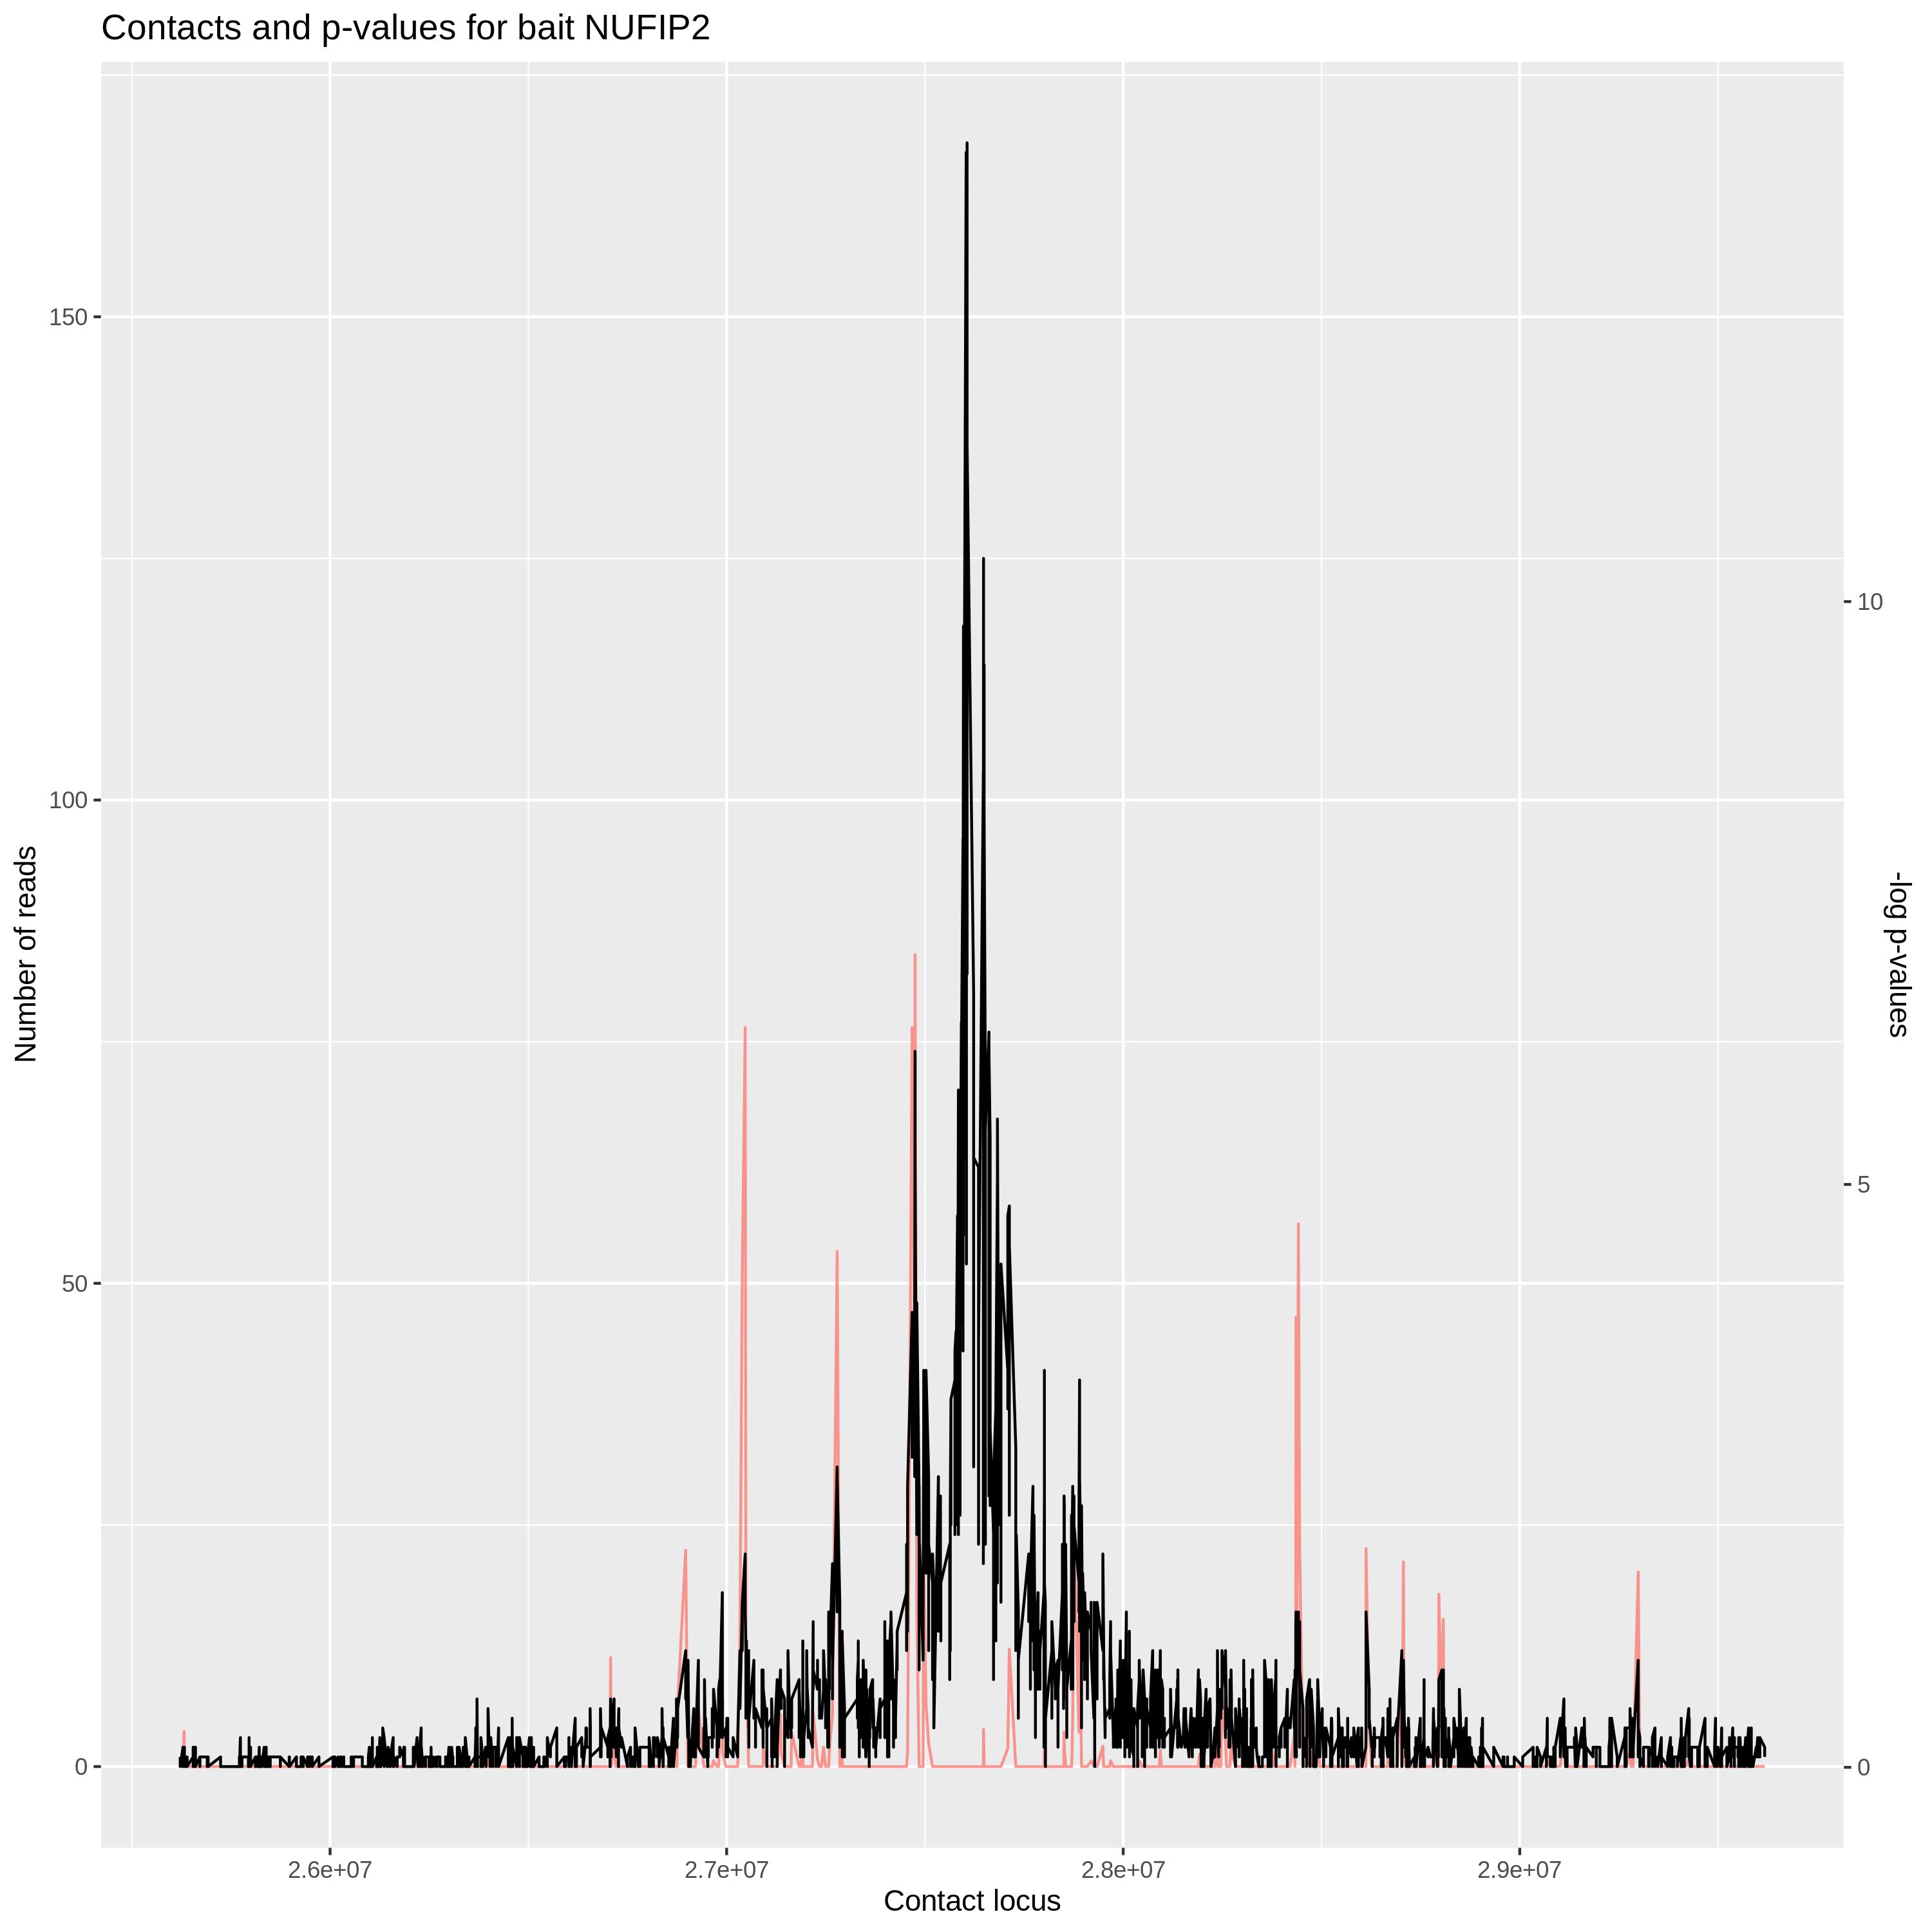 Contacts and p-values for bait NUFIP2
150
100
50
0
Number of reads
10
5
0
-log p-values
2.6e+07
2.7e+07
2.8e+07
2.9e+07
Contact locus